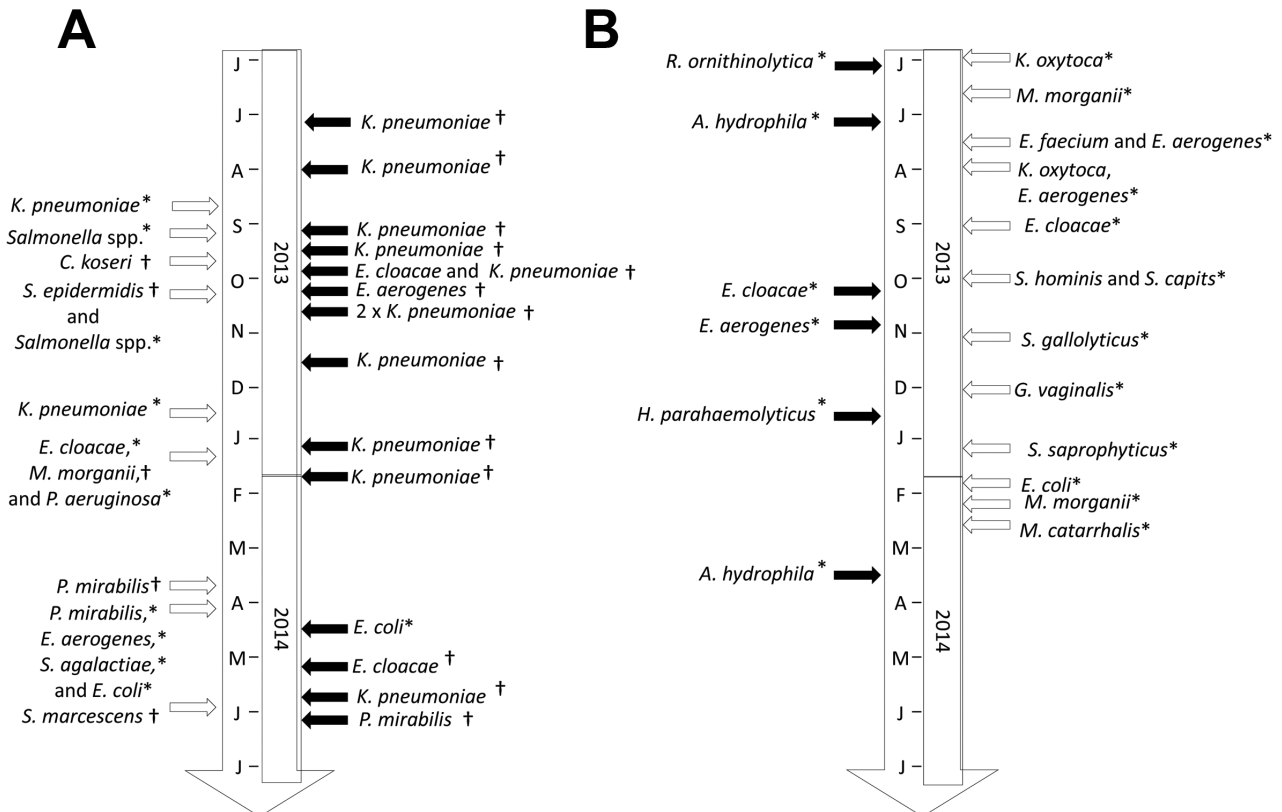 A
J
J
A
S
O
N
D
J
F
M
A
M
J
J
2013
2014
K. pneumoniae*
Salmonella spp.*
C. koseri †
S. epidermidis †
and
Salmonella spp.*
K. pneumoniae *
E. cloacae,*
M. morganii,†
and P. aeruginosa*
P. mirabilis†
P. mirabilis,*
E. aerogenes,*
S. agalactiae,*
and E. coli*
S. marcescens †
K. pneumoniae †
K. pneumoniae †
K. pneumoniae †
K. pneumoniae †
E. cloacae and K. pneumoniae †
E. aerogenes †
2 x K. pneumoniae †
K. pneumoniae †
K. pneumoniae †
K. pneumoniae †
E. coli*
E. cloacae †
K. pneumoniae †
P. mirabilis †
B
R. ornithinolytica *
A. hydrophila *
E. cloacae*
E. aerogenes*
H. parahaemolyticus *
A. hydrophila *
J
J
A
S
O
N
D
J
F
M
A
M
J
J
2013
2014
K. oxytoca*
M. morganii*
E. faecium and E. aerogenes*
K. oxytoca,
E. aerogenes*
E. cloacae*
S. hominis and S. capits*
S. gallolyticus*
G. vaginalis*
S. saprophyticus*
E. coli*
M. morganii*
M. catarrhalis*